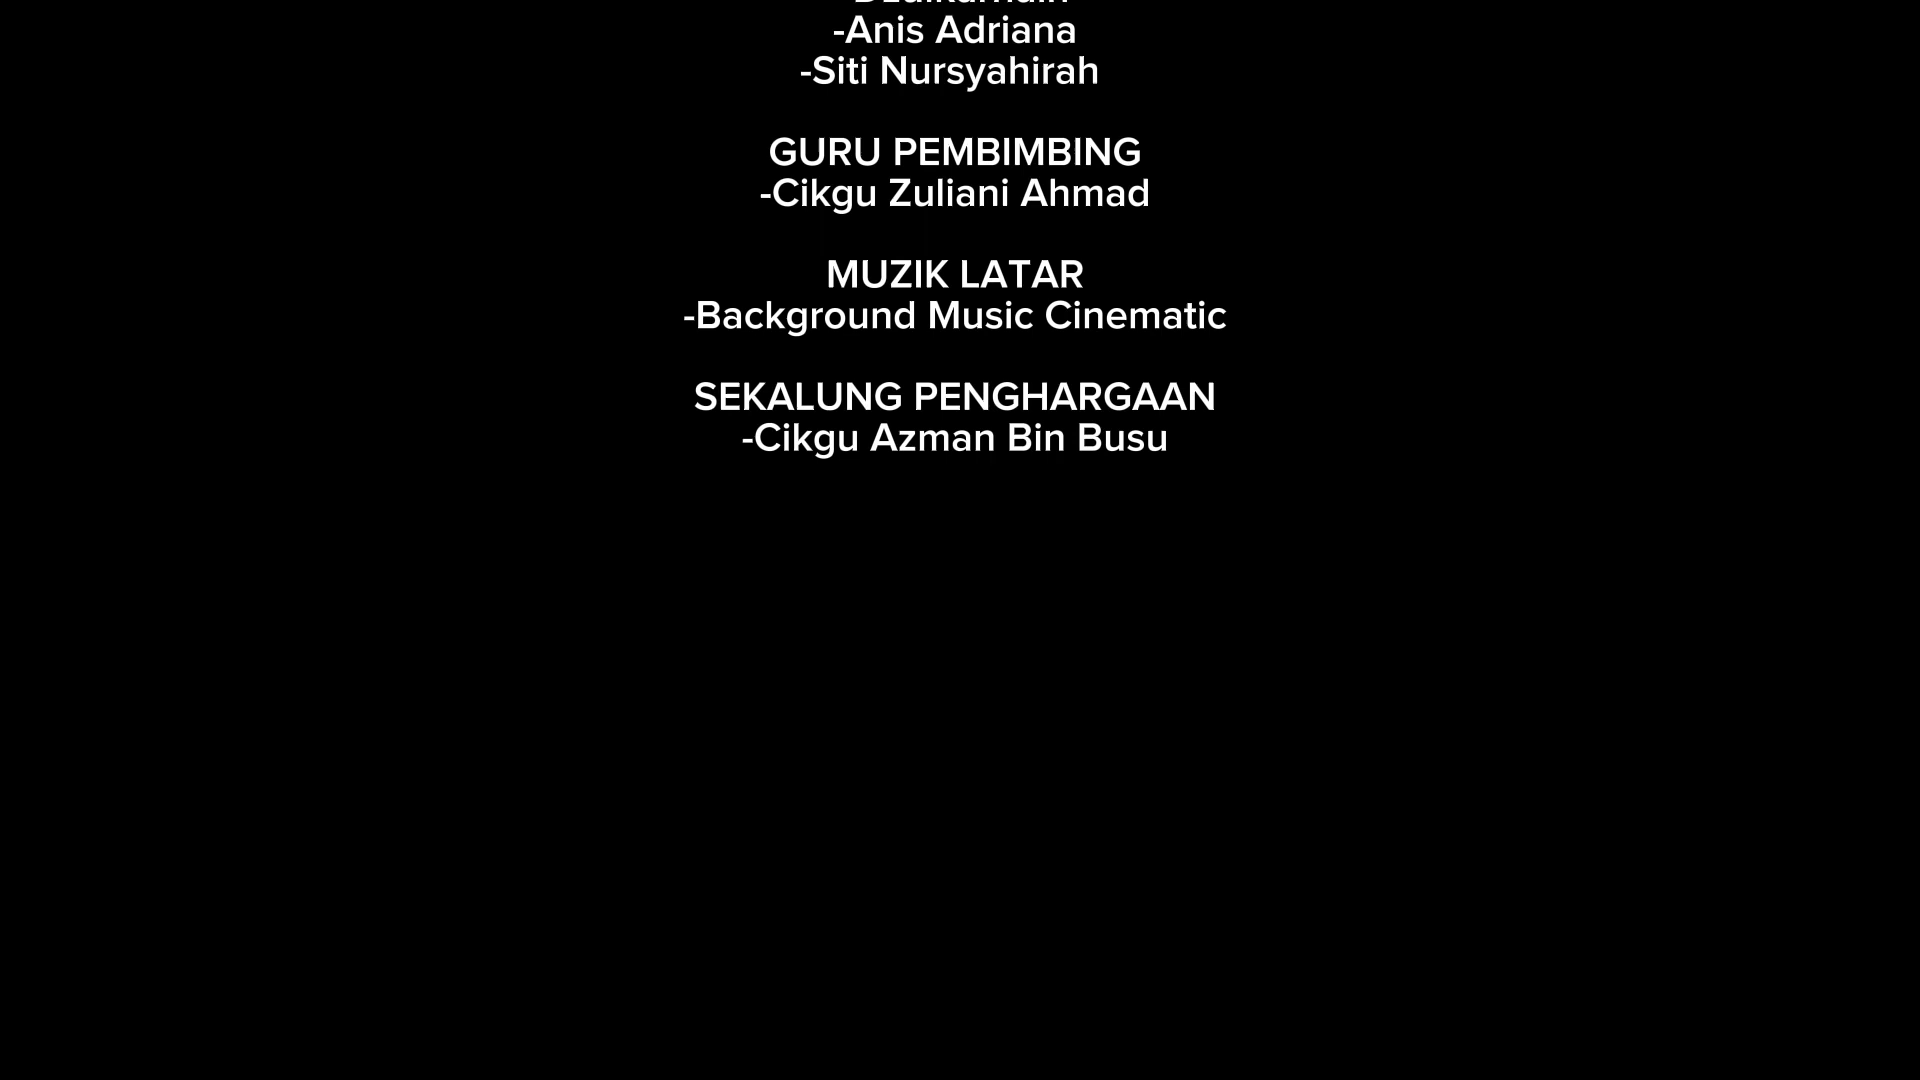 -Anis Adriana
-Siti Nursyahirah
GURU PEMBIMBING
-Cikgu Zuliani Ahmad
MUZIK LATAR
-Background Music Cinematic
SEKALUNG PENGHARGAAN
-Cikgu Azman Bin Busu